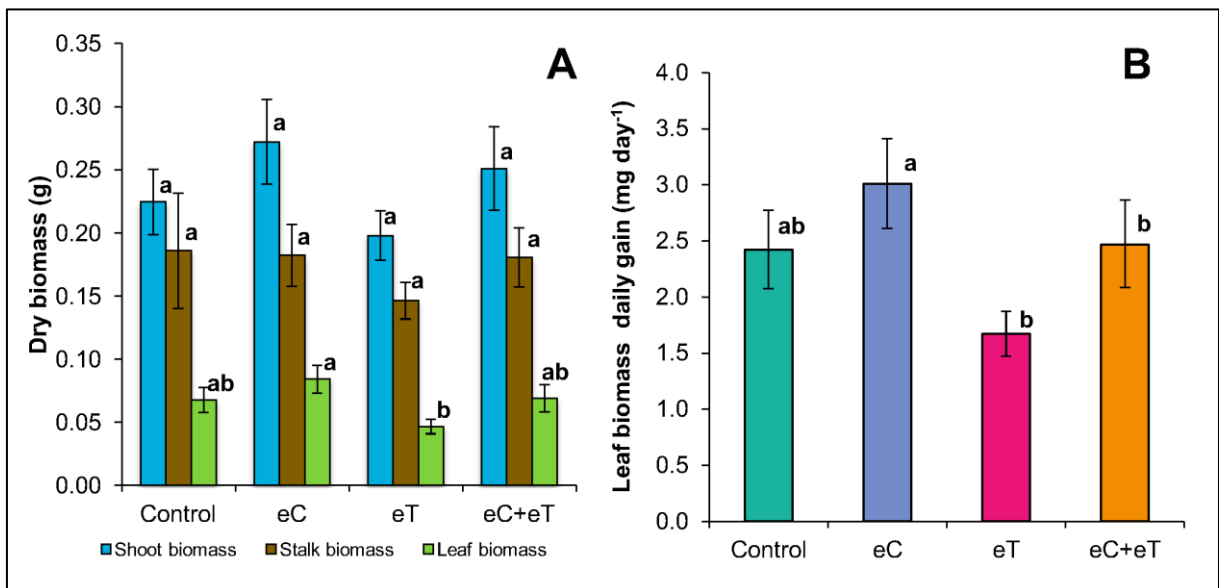 A
Dry biomass (g)
0.35
0.30
0.25
0.20
0.15
0.10
0.05
0.00
a
a
ab
a
a
a
a
a
b
a
a
ab
Control eC eT eC+eT
Shoot biomass Stalk biomass Leaf biomass
B
Leaf biomass daily gain (mg day-1)
4.0
3.5
3.0
2.5
2.0
1.5
1.0
0.5
0.0
ab
a
b
b
Control eC eT eC+eT